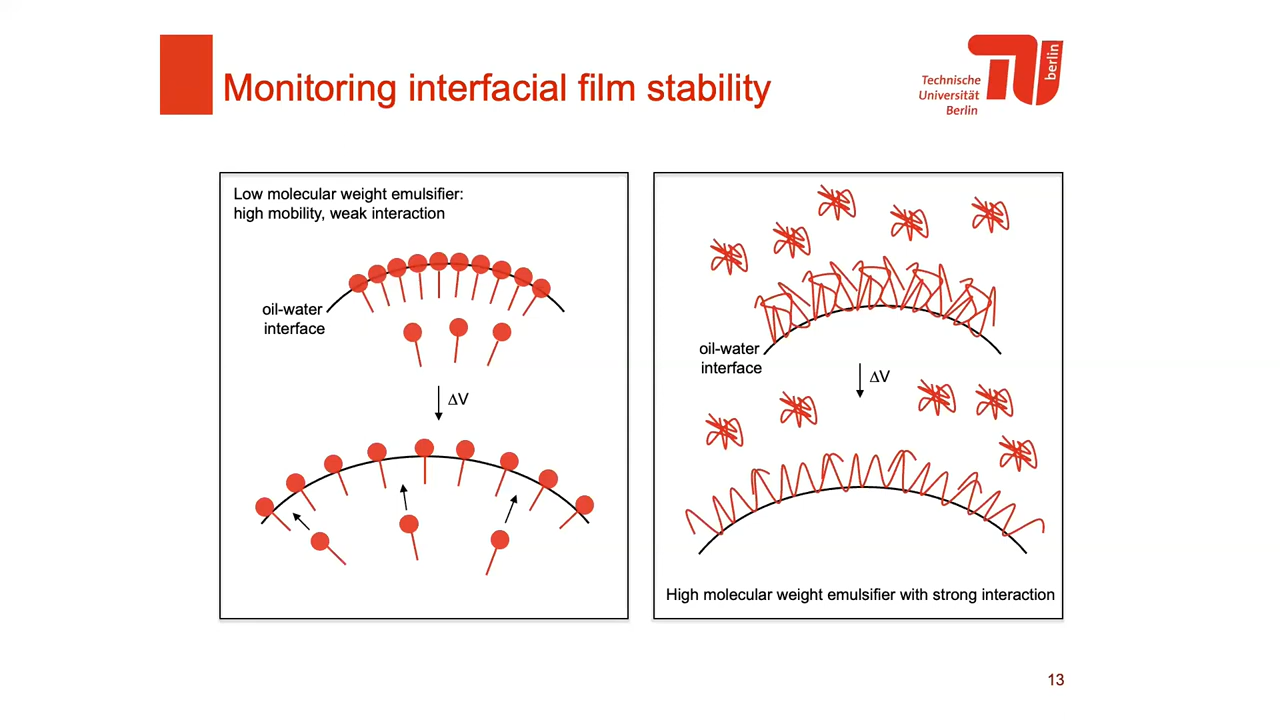 Monitoring interfacial film stability
Technische
Universität
Berlin
berlin
Low molecular weight emulsifier:
high mobility, weak interaction
oil-water
interface
ΔV
oil-water
interface
ΔV
High molecular weight emulsifier with strong interaction
13